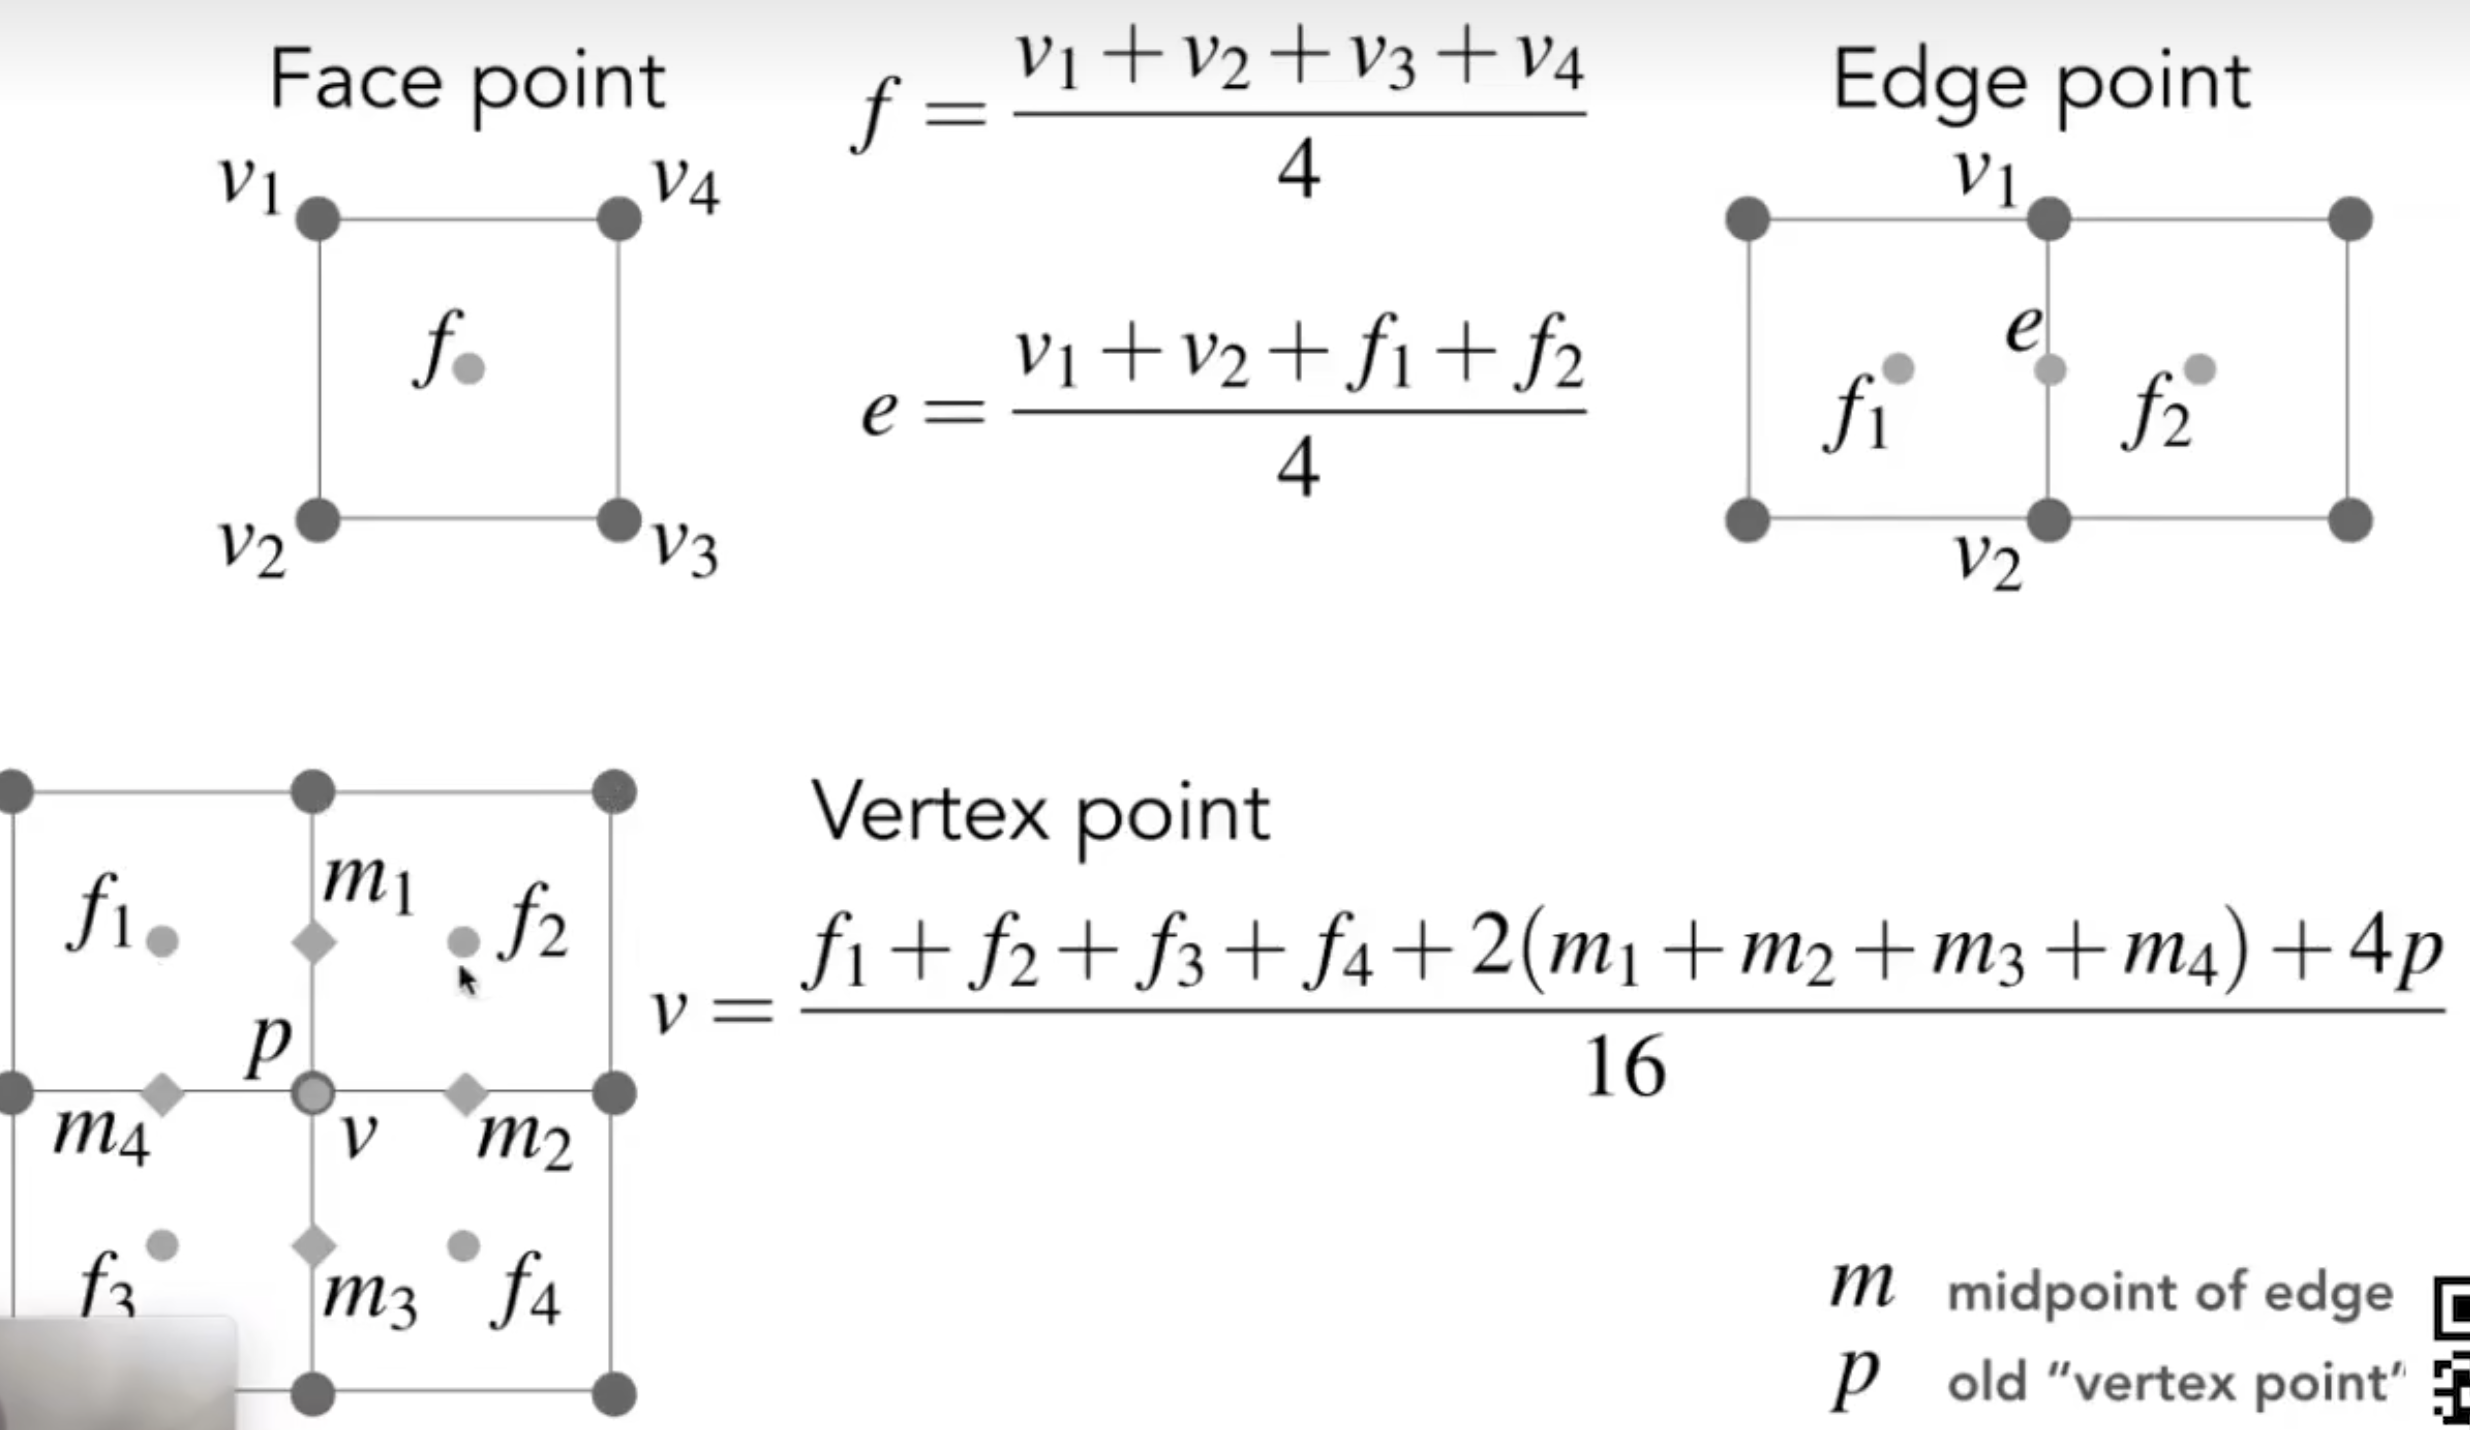 Face point
f = (v₁ + v₂ + v₃ + v₄) / 4
Edge point
v₁
v₄
f
v₂
v₃
e = (v₁ + v₂ + f₁ + f₂) / 4
v₁
e
f₁
f₂
v₂
Vertex point
f₁
m₁
f₂
v = (f₁ + f₂ + f₃ + f₄ + 2(m₁ + m₂ + m₃ + m₄) + 4p) / 16
p
m₄
v
m₂
f₃
m₃
f₄
m midpoint of edge
p old “vertex point”